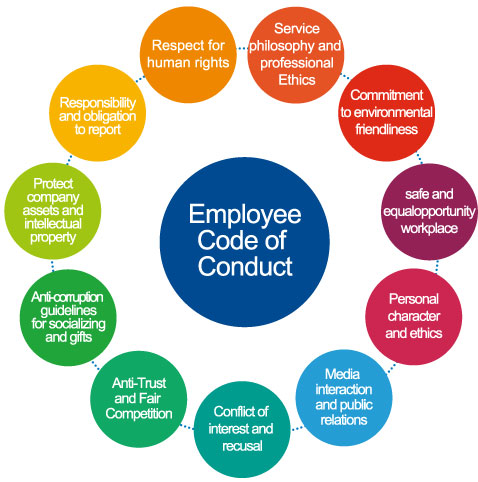 Employee
Code of
Conduct
Service
philosophy and
professional
Ethics
Commitment
to environmental
friendliness
safe and
equalopportunity
workplace
Personal
character
and ethics
Media
interaction
and public
relations
Conflict of
interest and
recusal
Anti-Trust
and Fair
Competition
Anti-corruption
guidelines
for socializing
and gifts
Protect
company
assets and
intellectual
property
Responsibility
and obligation
to report
Respect for
human rights